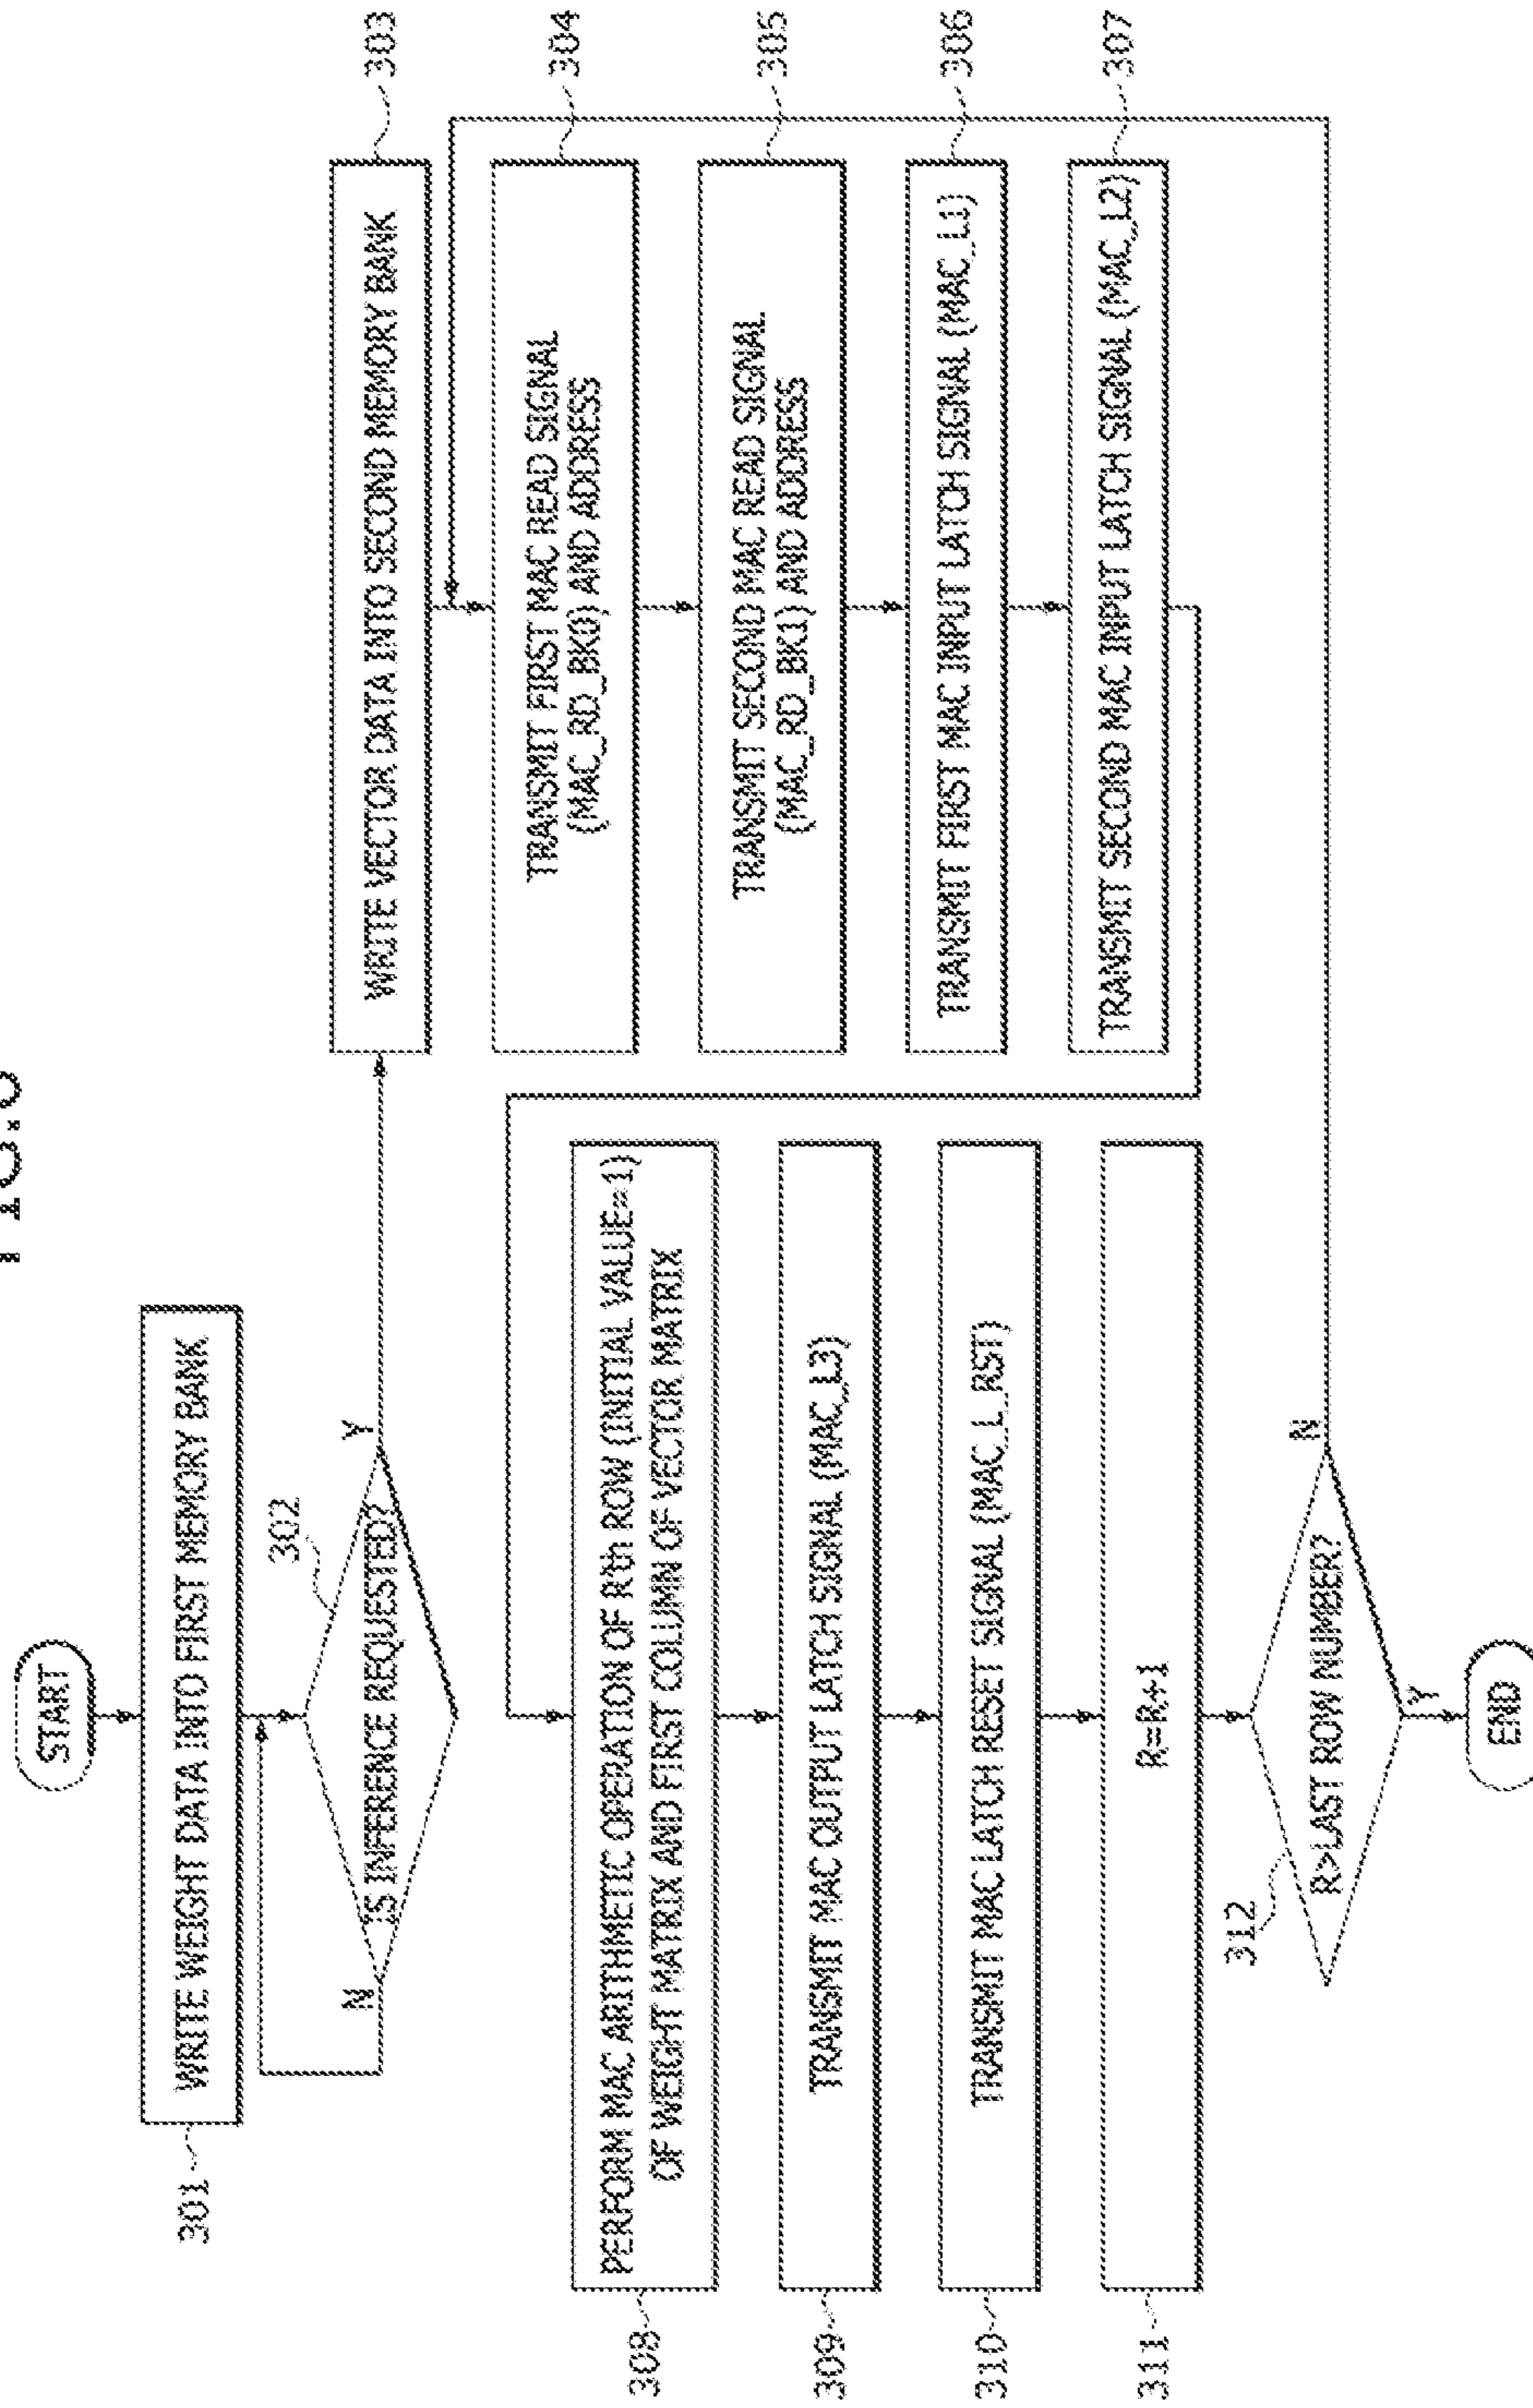 START
301
WRITE WEIGHT DATA INTO FIRST MEMORY BANK
302
IS INFERENCE REQUESTED?
N
Y
303
WRITE VECTOR DATA INTO SECOND MEMORY BANK
304
TRANSMIT FIRST MAC READ SIGNAL
(MAC_RD_BK0) AND ADDRESS
305
TRANSMIT SECOND MAC READ SIGNAL
(MAC_RD_BK1) AND ADDRESS
306
TRANSMIT FIRST MAC INPUT LATCH SIGNAL (MAC_L1)
307
TRANSMIT SECOND MAC INPUT LATCH SIGNAL (MAC_L2)
308
PERFORM MAC ARITHMETIC OPERATION OF Rth ROW (INITIAL VALUE=1)
OF WEIGHT MATRIX AND FIRST COLUMN OF VECTOR MATRIX
309
TRANSMIT MAC OUTPUT LATCH SIGNAL (MAC_L3)
310
TRANSMIT MAC LATCH RESET SIGNAL (MAC_L_RST)
311
R=R+1
312
R>LAST ROW NUMBER?
N
Y
END